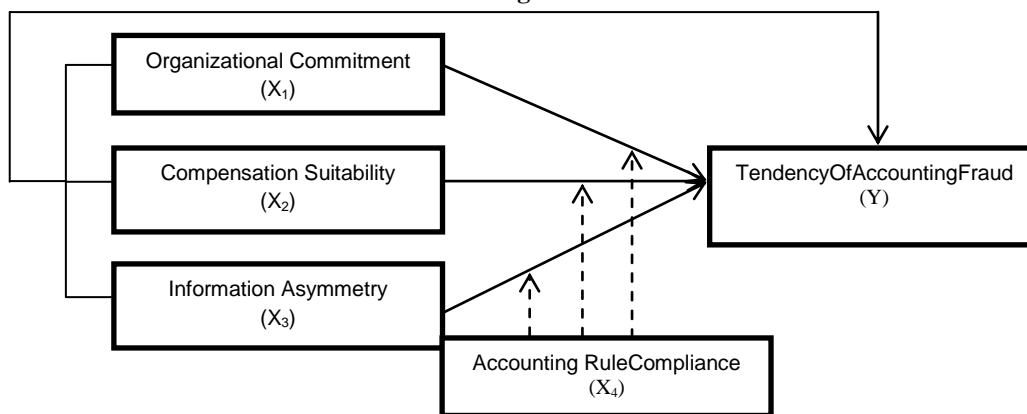 Organizational Commitment
(X1)
Compensation Suitability
(X2)
TendencyOfAccountingFraud
(Y)
Information Asymmetry
(X3)
Accounting RuleCompliance
(X4)